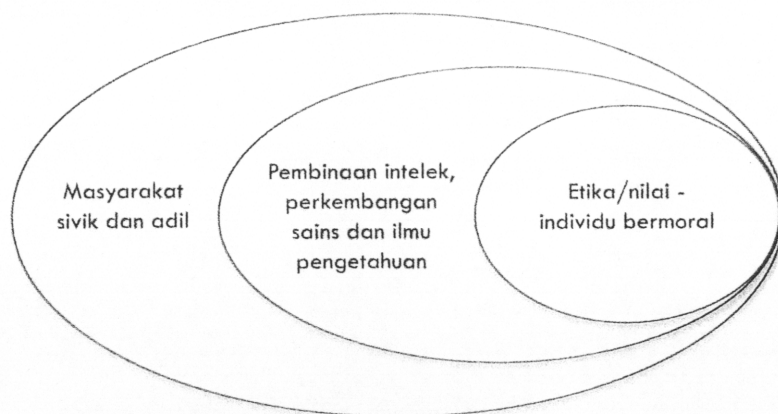 Masyarakat
sivik dan adil
Pembinaan intelek,
perkembangan
sains dan ilmu
pengetahuan
Etika/nilai -
individu bermoral